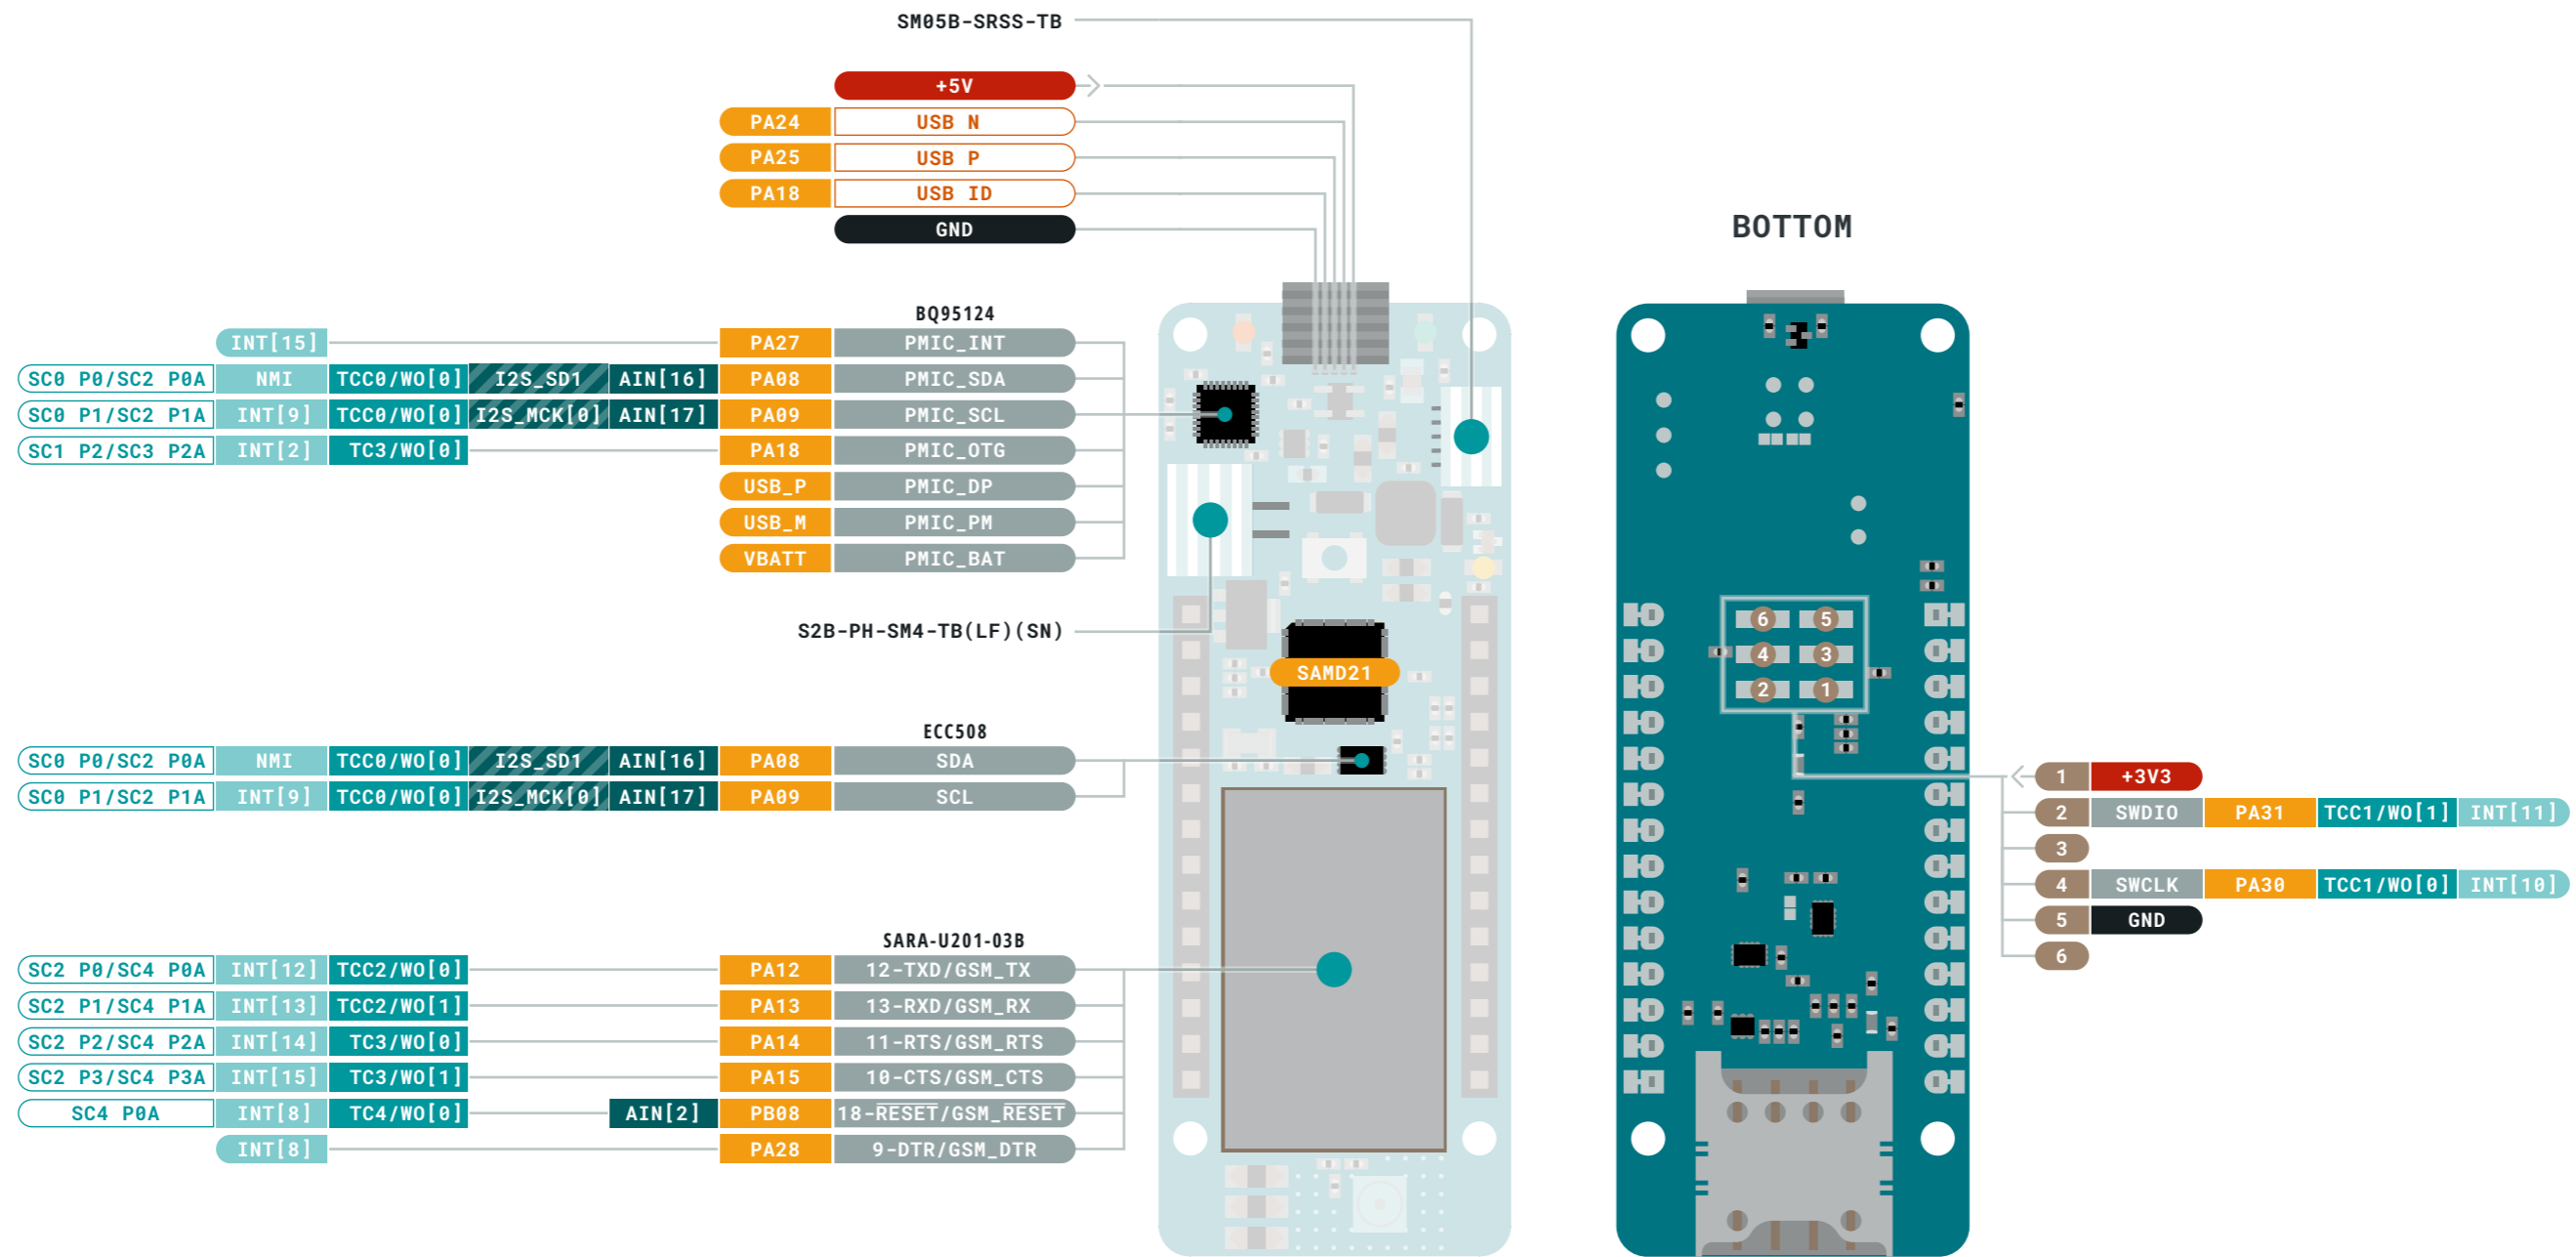 SM05B-SRSS-TB
+5V
PA24 USB N
PA25 USB P
PA18 USB ID
GND
BOTTOM
BQ95124
INT[15] PA27 PMIC_INT
SC0 P0/SC2 P0A NMI TCC0/WO[0] I2S_SD1 AIN[16] PA08 PMIC_SDA
SC0 P1/SC2 P1A INT[9] TCC0/WO[0] I2S_MCK[0] AIN[17] PA09 PMIC_SCL
SC1 P2/SC3 P2A INT[2] TC3/WO[0] PA18 PMIC_OTG
USB_P PMIC_DP
USB_M PMIC_PM
VBATT PMIC_BAT
S2B-PH-SM4-TB(LF)(SN)
SAMD21
6 5
4 3
2 1
ECC508
SC0 P0/SC2 P0A NMI TCC0/WO[0] I2S_SD1 AIN[16] PA08 SDA
SC0 P1/SC2 P1A INT[9] TCC0/WO[0] I2S_MCK[0] AIN[17] PA09 SCL
1 +3V3
2 SWDIO PA31 TCC1/WO[1] INT[11]
3
4 SWCLK PA30 TCC1/WO[0] INT[10]
5 GND
6
SARA-U201-03B
SC2 P0/SC4 P0A INT[12] TCC2/WO[0] PA12 12-TXD/GSM_TX
SC2 P1/SC4 P1A INT[13] TCC2/WO[1] PA13 13-RXD/GSM_RX
SC2 P2/SC4 P2A INT[14] TC3/WO[0] PA14 11-RTS/GSM_RTS
SC2 P3/SC4 P3A INT[15] TC3/WO[1] PA15 10-CTS/GSM_CTS
SC4 P0A INT[8] TC4/WO[0] AIN[2] PB08 18-RESET/GSM_RESET
INT[8] PA28 9-DTR/GSM_DTR